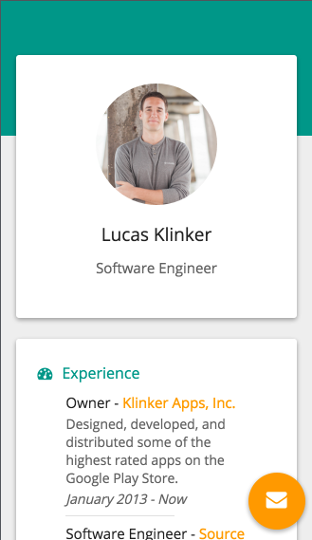 Lucas Klinker
Software Engineer
Experience
Owner - Klinker Apps, Inc.
Designed, developed, and
distributed some of the
highest rated apps on the
Google Play Store.
January 2013 - Now
Software Engineer - Source